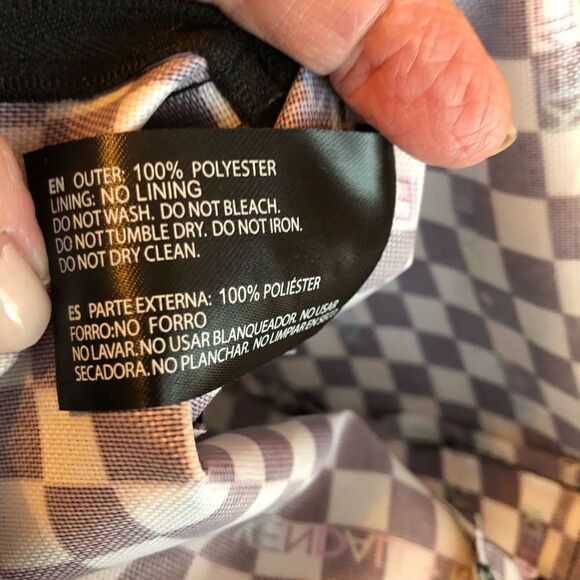 EN OUTER: 100% POLYESTER
LINING: NO LINING
DO NOT WASH. DO NOT BLEACH.
DO NOT TUMBLE DRY. DO NOT IRON.
DO NOT DRY CLEAN.
ES PARTE EXTERNA: 100% POLIÉSTER
FORRO:NO FORRO
NO LAVAR. NO USAR BLANQUEADOR. NO USAR
SECADORA. NO PLANCHAR. NO LIMPIAR EN SECO
KENDAL